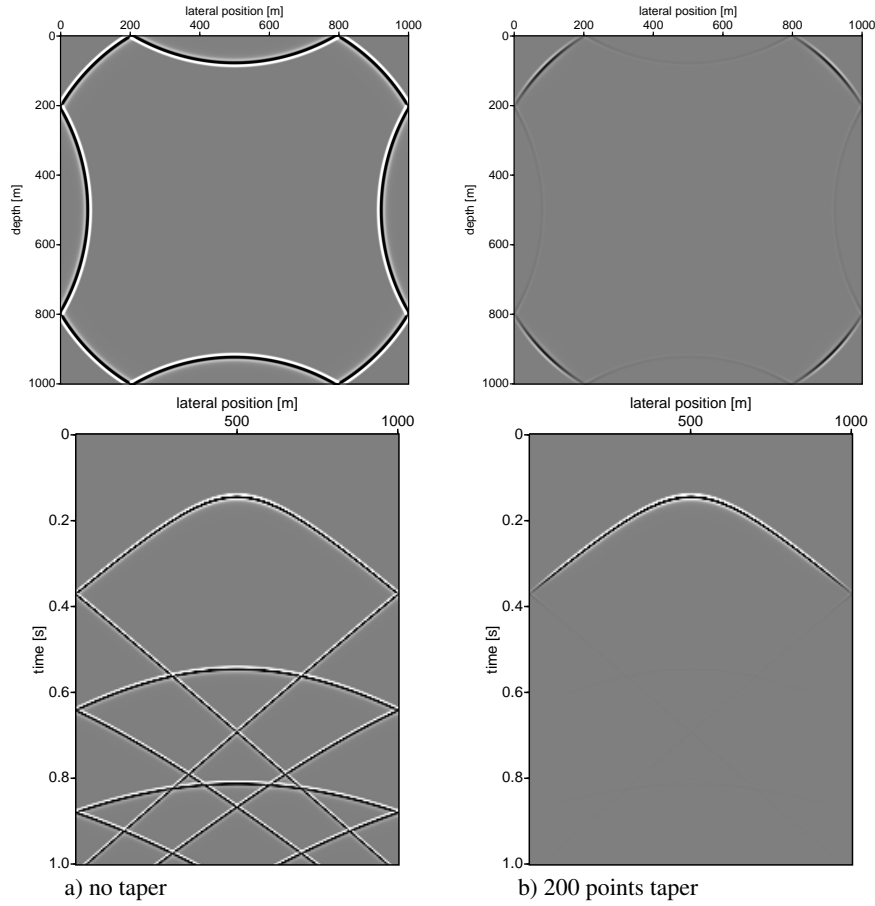 lateral position [m]
0 200 400 600 800 1000
0
200
400
600
800
1000
depth [m]
lateral position [m]
0 200 400 600 800 1000
0
200
400
600
800
1000
depth [m]
lateral position [m]
500 1000
0
0.2
0.4
0.6
0.8
1.0
time [s]
a) no taper
lateral position [m]
500 1000
0
0.2
0.4
0.6
0.8
1.0
time [s]
b) 200 points taper